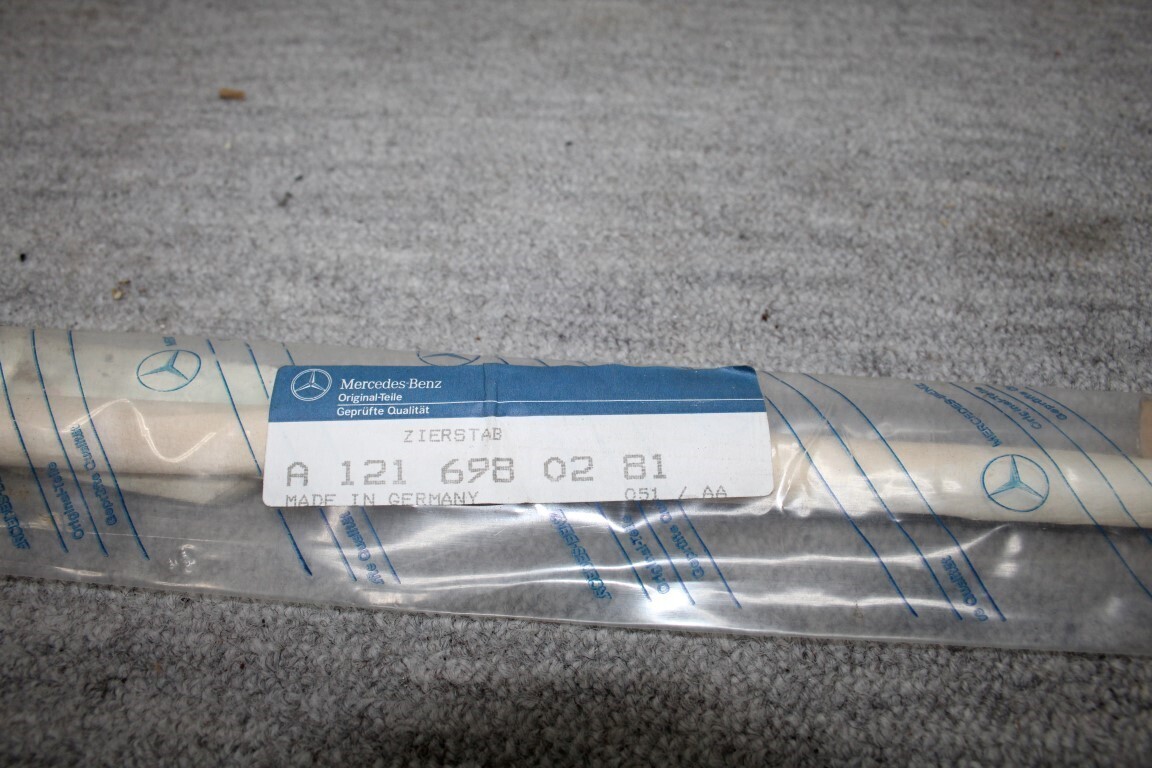 Mercedes-Benz
Original-Teile
Geprüfte Qualität
ZIERSTAB
A 121 698 02 81
MADE IN GERMANY 051 / AA